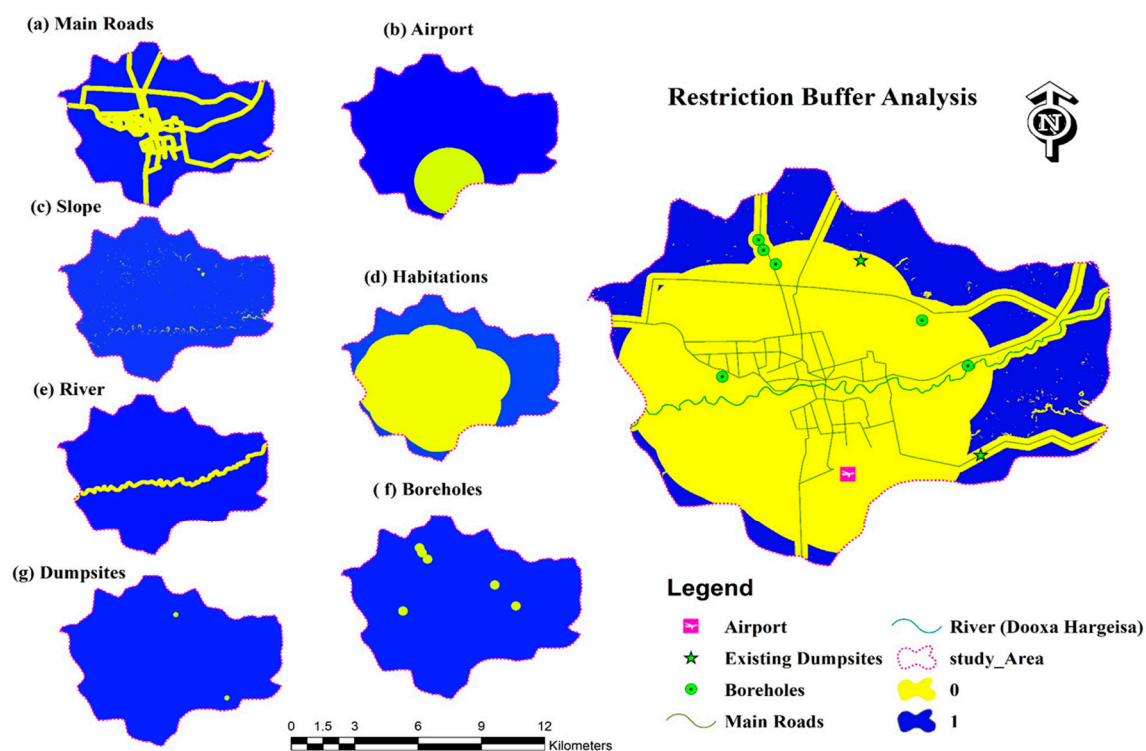 (a) Main Roads
(b) Airport
Restriction Buffer Analysis
N
(c) Slope
(d) Habitations
(e) River
( f) Boreholes
(g) Dumpsites
Legend
Airport
Existing Dumpsites
Boreholes
Main Roads
River (Dooxa Hargeisa)
study_Area
0
1
0 1.5 3 6 9 12
Kilometers